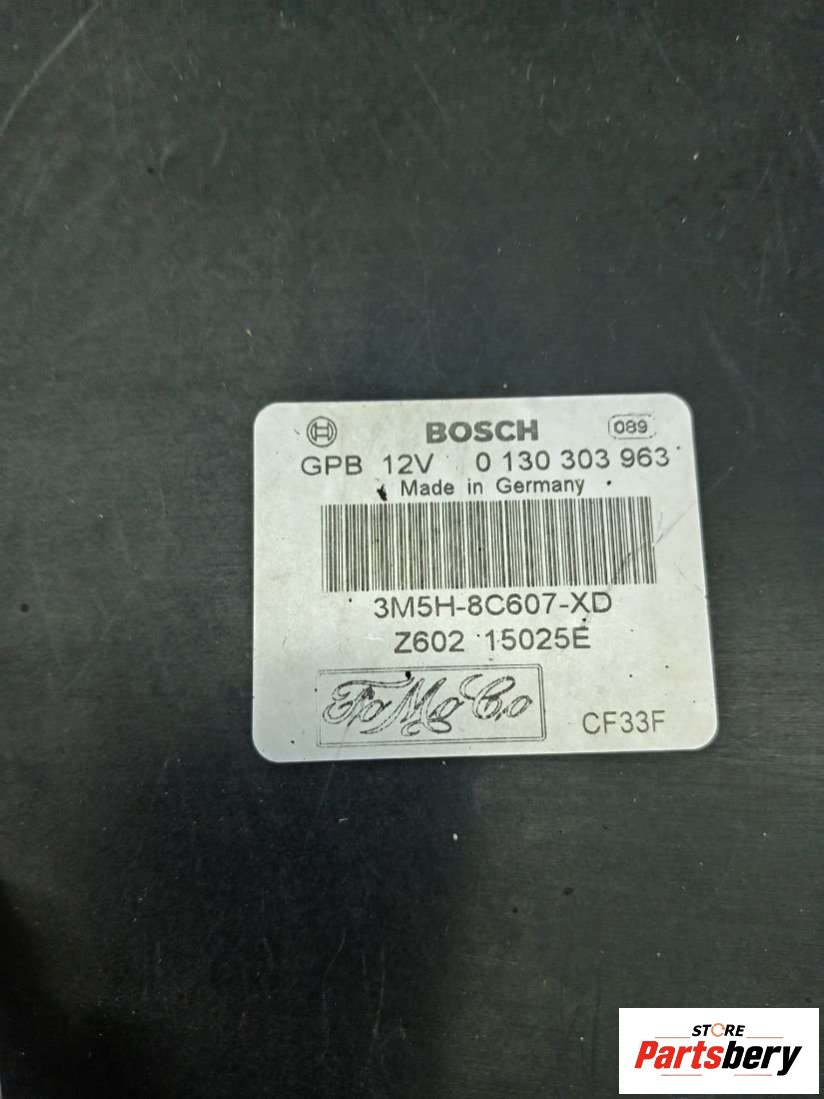 BOSCH 089
GPB 12V 0 130 303 963
Made in Germany
3M5H-8C607-XD
Z602 15025E
FoMoCo
CF33F
STORE
Partsbery